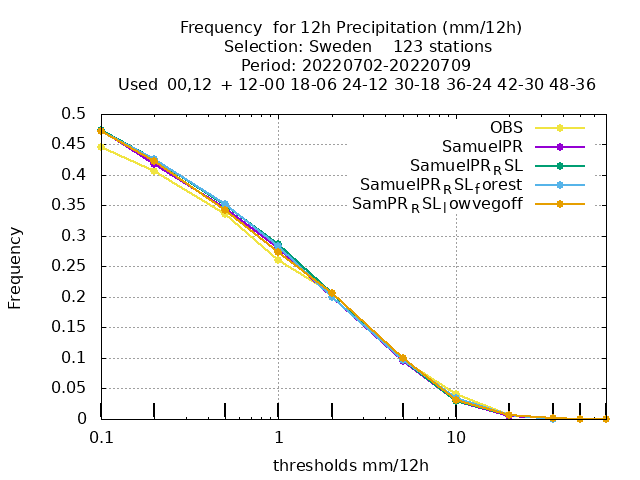 Frequency  for 12h Precipitation (mm/12h)
Selection: Sweden    123 stations
Period: 20220702-20220709
Used  00,12  + 12-00 18-06 24-12 30-18 36-24 42-30 48-36
0.5
0.45
0.4
0.35
0.3
0.25
0.2
0.15
0.1
0.05
0
Frequency
OBS
SamuelPR
SamuelPR_RSL
SamuelPR_RSL_forest
SamPR_RSL_lowvegoff
0.1 1 10
thresholds mm/12h